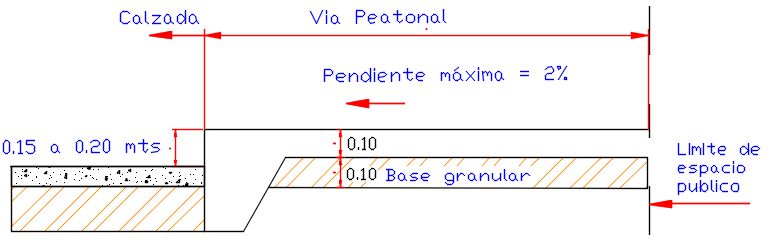 Calzada
Via Peatonal
Pendiente máxima = 2%
0.15 a 0.20 mts
0.10
0.10 Base granular
Limite de
espacio
publico